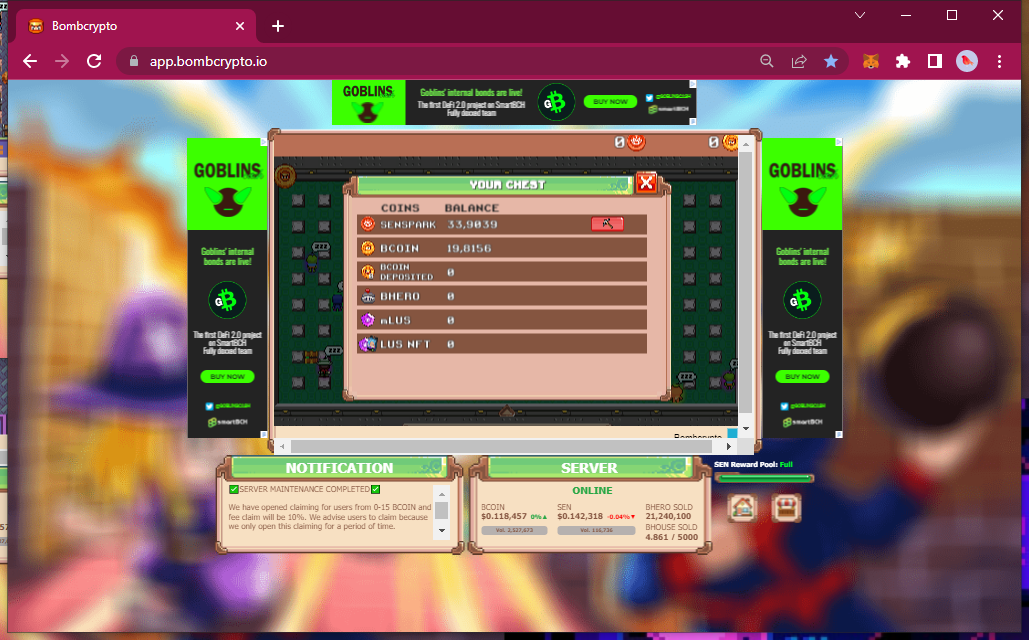 Bombcrypto
app.bombcrypto.io
GOBLINS
Goblins' internal bonds are live!
The first DeFi 2.0 project on SmartBCH
Fully doxed team
BUY NOW
smartBCH
GOBLINS
Goblins' internal
bonds are live!
The first DeFi 2.0 project
on SmartBCH
Fully doxed team
BUY NOW
smartBCH
0
0
YOUR CHEST
COINS BALANCE
SENSPARK 33,9039
BCOIN 19,8156
BCOIN
DEPOSITED 0
BHERO 0
mLUS 0
LUS NFT 0
Bombcrypto
GOBLINS
Goblins' internal
bonds are live!
The first DeFi 2.0 project
on SmartBCH
Fully doxed team
BUY NOW
smartBCH
NOTIFICATION
✅SERVER MAINTENANCE COMPLETED✅
We have opened claiming for users from 0-15 BCOIN and
fee claim will be 10%. We advise users to claim because
we only open this claiming for a period of time.
SERVER
ONLINE
BCOIN
$0.118,457 0%▲
SEN
$0.142,318 -0.04%▼
BHERO SOLD
21,240,100
BHOUSE SOLD
4.861 / 5000
SEN Reward Pool: Full